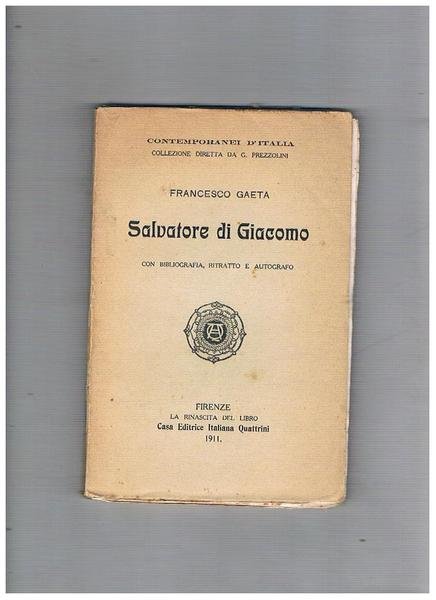 CONTEMPORANEI D'ITALIA
COLLEZIONE DIRETTA DA G. PREZZOLINI
FRANCESCO GAETA
Salvatore di Giacomo
CON BIBLIOGRAFIA, RITRATTO E AUTOGRAFO
FIRENZE
LA RINASCITA DEL LIBRO
Casa Editrice Italiana Quattrini
1911.